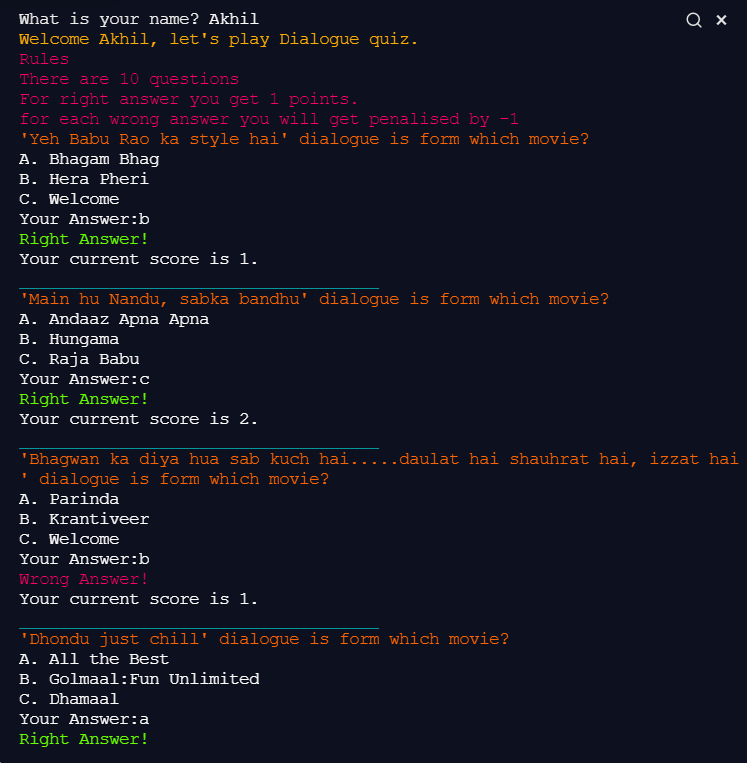 What is your name? Akhil
Welcome Akhil, let's play Dialogue quiz.
Rules
There are 10 questions
For right answer you get 1 points.
for each wrong answer you will get penalised by -1
'Yeh Babu Rao ka style hai' dialogue is form which movie?
A. Bhagam Bhag
B. Hera Pheri
C. Welcome
Your Answer:b
Right Answer!
Your current score is 1.
____________________________________
'Main hu Nandu, sabka bandhu' dialogue is form which movie?
A. Andaaz Apna Apna
B. Hungama
C. Raja Babu
Your Answer:c
Right Answer!
Your current score is 2.
____________________________________
'Bhagwan ka diya hua sab kuch hai.....daulat hai shauhrat hai, izzat hai
' dialogue is form which movie?
A. Parinda
B. Krantiveer
C. Welcome
Your Answer:b
Wrong Answer!
Your current score is 1.
____________________________________
'Dhondu just chill' dialogue is form which movie?
A. All the Best
B. Golmaal:Fun Unlimited
C. Dhamaal
Your Answer:a
Right Answer!